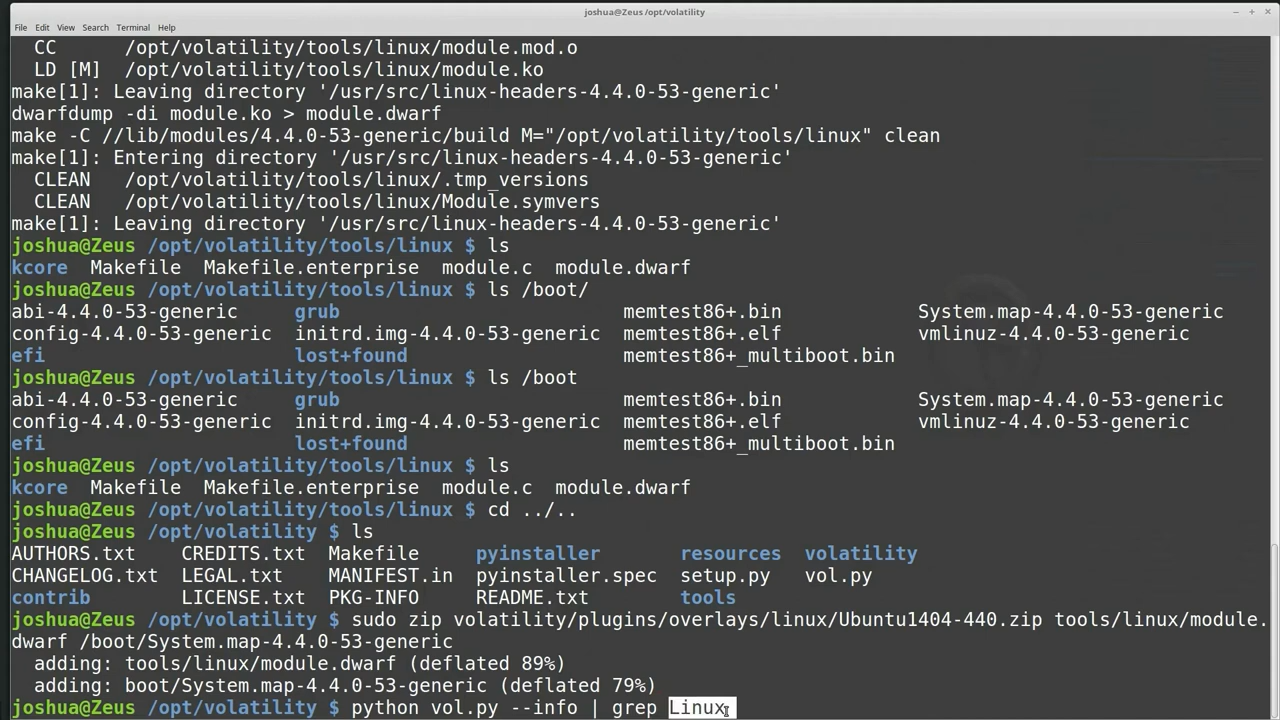 joshua@Zeus /opt/volatility
File Edit View Search Terminal Help
CC /opt/volatility/tools/linux/module.mod.o
LD [M] /opt/volatility/tools/linux/module.ko
make[1]: Leaving directory '/usr/src/linux-headers-4.4.0-53-generic'
dwarfdump -di module.ko > module.dwarf
make -C //lib/modules/4.4.0-53-generic/build M="/opt/volatility/tools/linux" clean
make[1]: Entering directory '/usr/src/linux-headers-4.4.0-53-generic'
CLEAN /opt/volatility/tools/linux/.tmp_versions
CLEAN /opt/volatility/tools/linux/Module.symvers
make[1]: Leaving directory '/usr/src/linux-headers-4.4.0-53-generic'
joshua@Zeus /opt/volatility/tools/linux $ ls
kcore Makefile Makefile.enterprise module.c module.dwarf
joshua@Zeus /opt/volatility/tools/linux $ ls /boot/
abi-4.4.0-53-generic grub memtest86+.bin System.map-4.4.0-53-generic
config-4.4.0-53-generic initrd.img-4.4.0-53-generic memtest86+.elf vmlinuz-4.4.0-53-generic
efi lost+found memtest86+_multiboot.bin
joshua@Zeus /opt/volatility/tools/linux $ ls /boot
abi-4.4.0-53-generic grub memtest86+.bin System.map-4.4.0-53-generic
config-4.4.0-53-generic initrd.img-4.4.0-53-generic memtest86+.elf vmlinuz-4.4.0-53-generic
efi lost+found memtest86+_multiboot.bin
joshua@Zeus /opt/volatility/tools/linux $ ls
kcore Makefile Makefile.enterprise module.c module.dwarf
joshua@Zeus /opt/volatility/tools/linux $ cd ../..
joshua@Zeus /opt/volatility $ ls
AUTHORS.txt CREDITS.txt Makefile pyinstaller resources volatility
CHANGELOG.txt LEGAL.txt MANIFEST.in pyinstaller.spec setup.py vol.py
contrib LICENSE.txt PKG-INFO README.txt tools
joshua@Zeus /opt/volatility $ sudo zip volatility/plugins/overlays/linux/Ubuntu1404-440.zip tools/linux/module.
dwarf /boot/System.map-4.4.0-53-generic
adding: tools/linux/module.dwarf (deflated 89%)
adding: boot/System.map-4.4.0-53-generic (deflated 79%)
joshua@Zeus /opt/volatility $ python vol.py --info | grep Linux